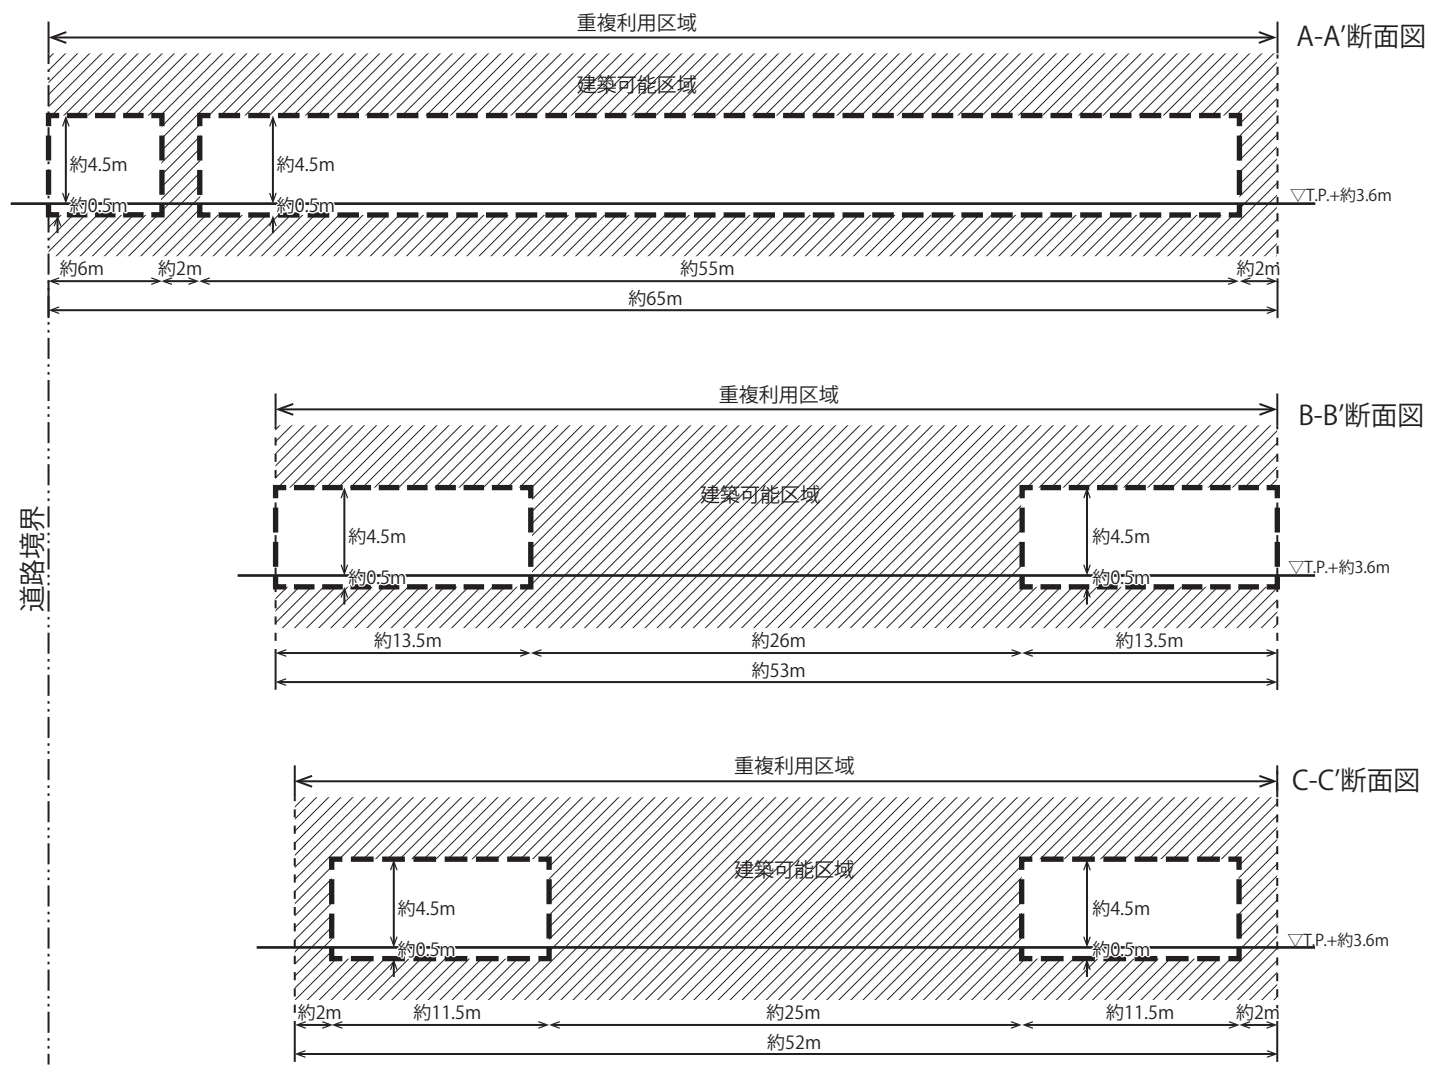 重複利用区域
A-A'断面図
建築可能区域
約4.5m
約4.5m
約0.5m
約0.5m
▽T.P.+約3.6m
約6m
約2m
約55m
約2m
約65m
重複利用区域
B-B'断面図
建築可能区域
約4.5m
約4.5m
約0.5m
約0.5m
▽T.P.+約3.6m
道路境界
約13.5m
約26m
約13.5m
約53m
重複利用区域
C-C'断面図
建築可能区域
約4.5m
約4.5m
約0.5m
約0.5m
▽T.P.+約3.6m
約2m
約11.5m
約25m
約11.5m
約2m
約52m